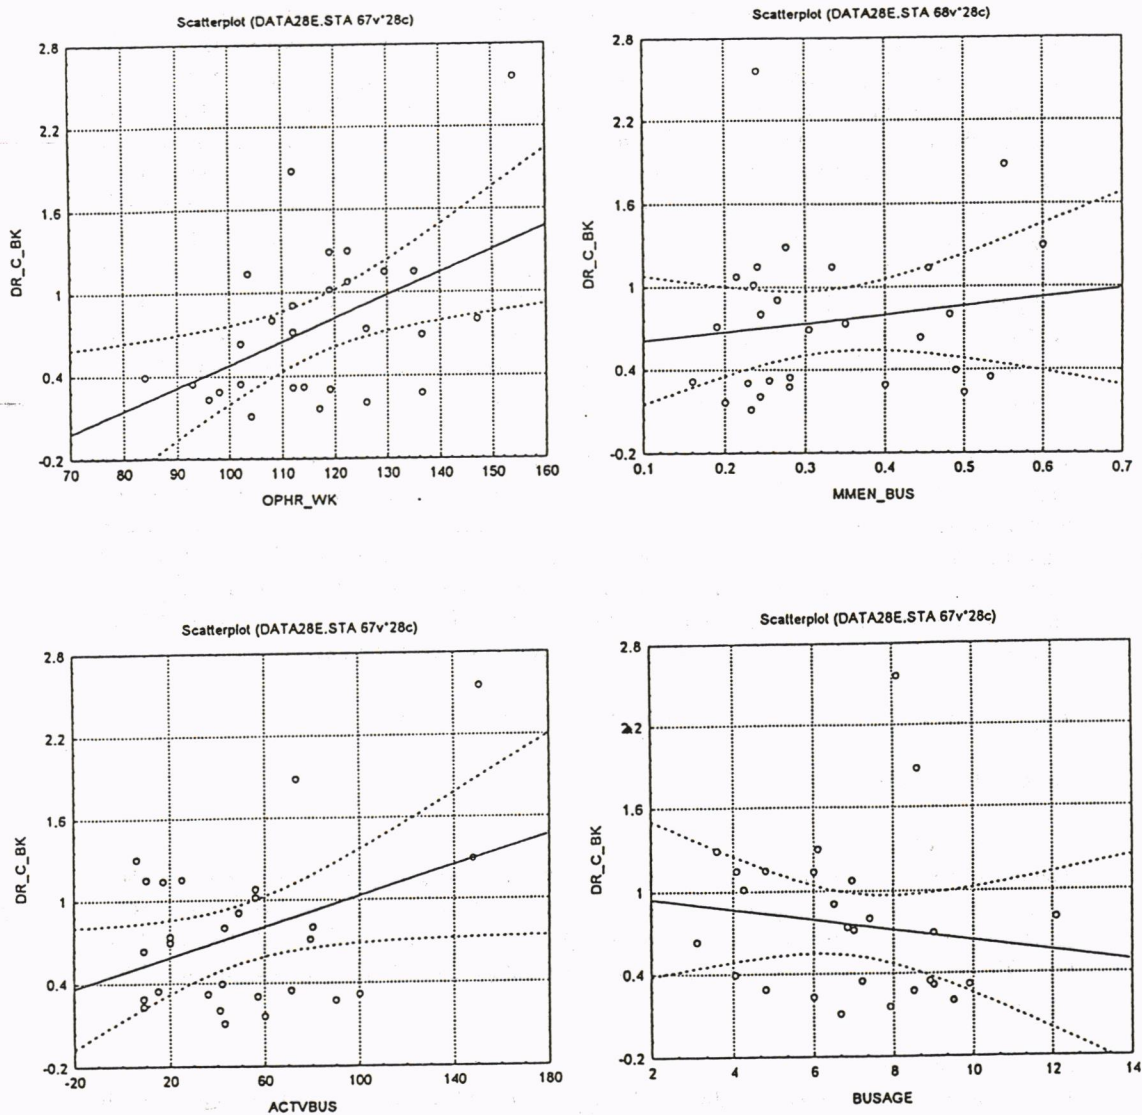 Scatterplot (DATA28E.STA 67v*28c)
2.8
2.2
1.6
1
0.4
-0.2
DR_C_BK
70 80 90 100 110 120 130 140 150 160
OPHR_WK
Scatterplot (DATA28E.STA 68v*28c)
2.8
2.2
1.6
1
0.4
-0.2
DR_C_BK
0.1 0.2 0.3 0.4 0.5 0.6 0.7
MMEN_BUS
Scatterplot (DATA28E.STA 67v*28c)
2.8
2.2
1.6
1
0.4
-0.2
DR_C_BK
-20 20 60 100 140 180
ACTVBUS
Scatterplot (DATA28E.STA 67v*28c)
2.8
2.2
1.6
1
0.4
-0.2
DR_C_BK
2 4 6 8 10 12 14
BUSAGE